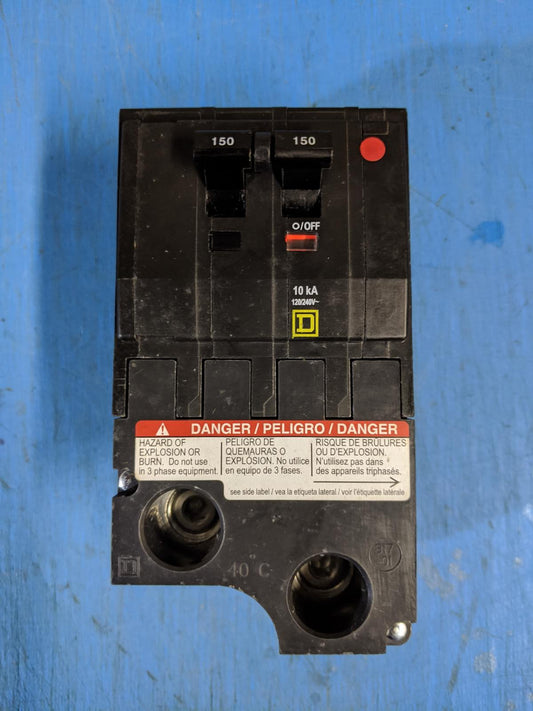 150 150
O/OFF
10 kA
120/240V~
D
DANGER / PELIGRO / DANGER
HAZARD OF
EXPLOSION OR
BURN. Do not use
in 3 phase equipment.
PELIGRO DE
QUEMAURAS O
EXPLOSIÓN. No utilice
en equipo de 3 fases.
RISQUE DE BRÛLURES
OU D'EXPLOSION.
N'utilisez pas dans
des appareils triphasés.
see side label / vea la etiqueta lateral / voir l'étiquette latérale
D
40°C